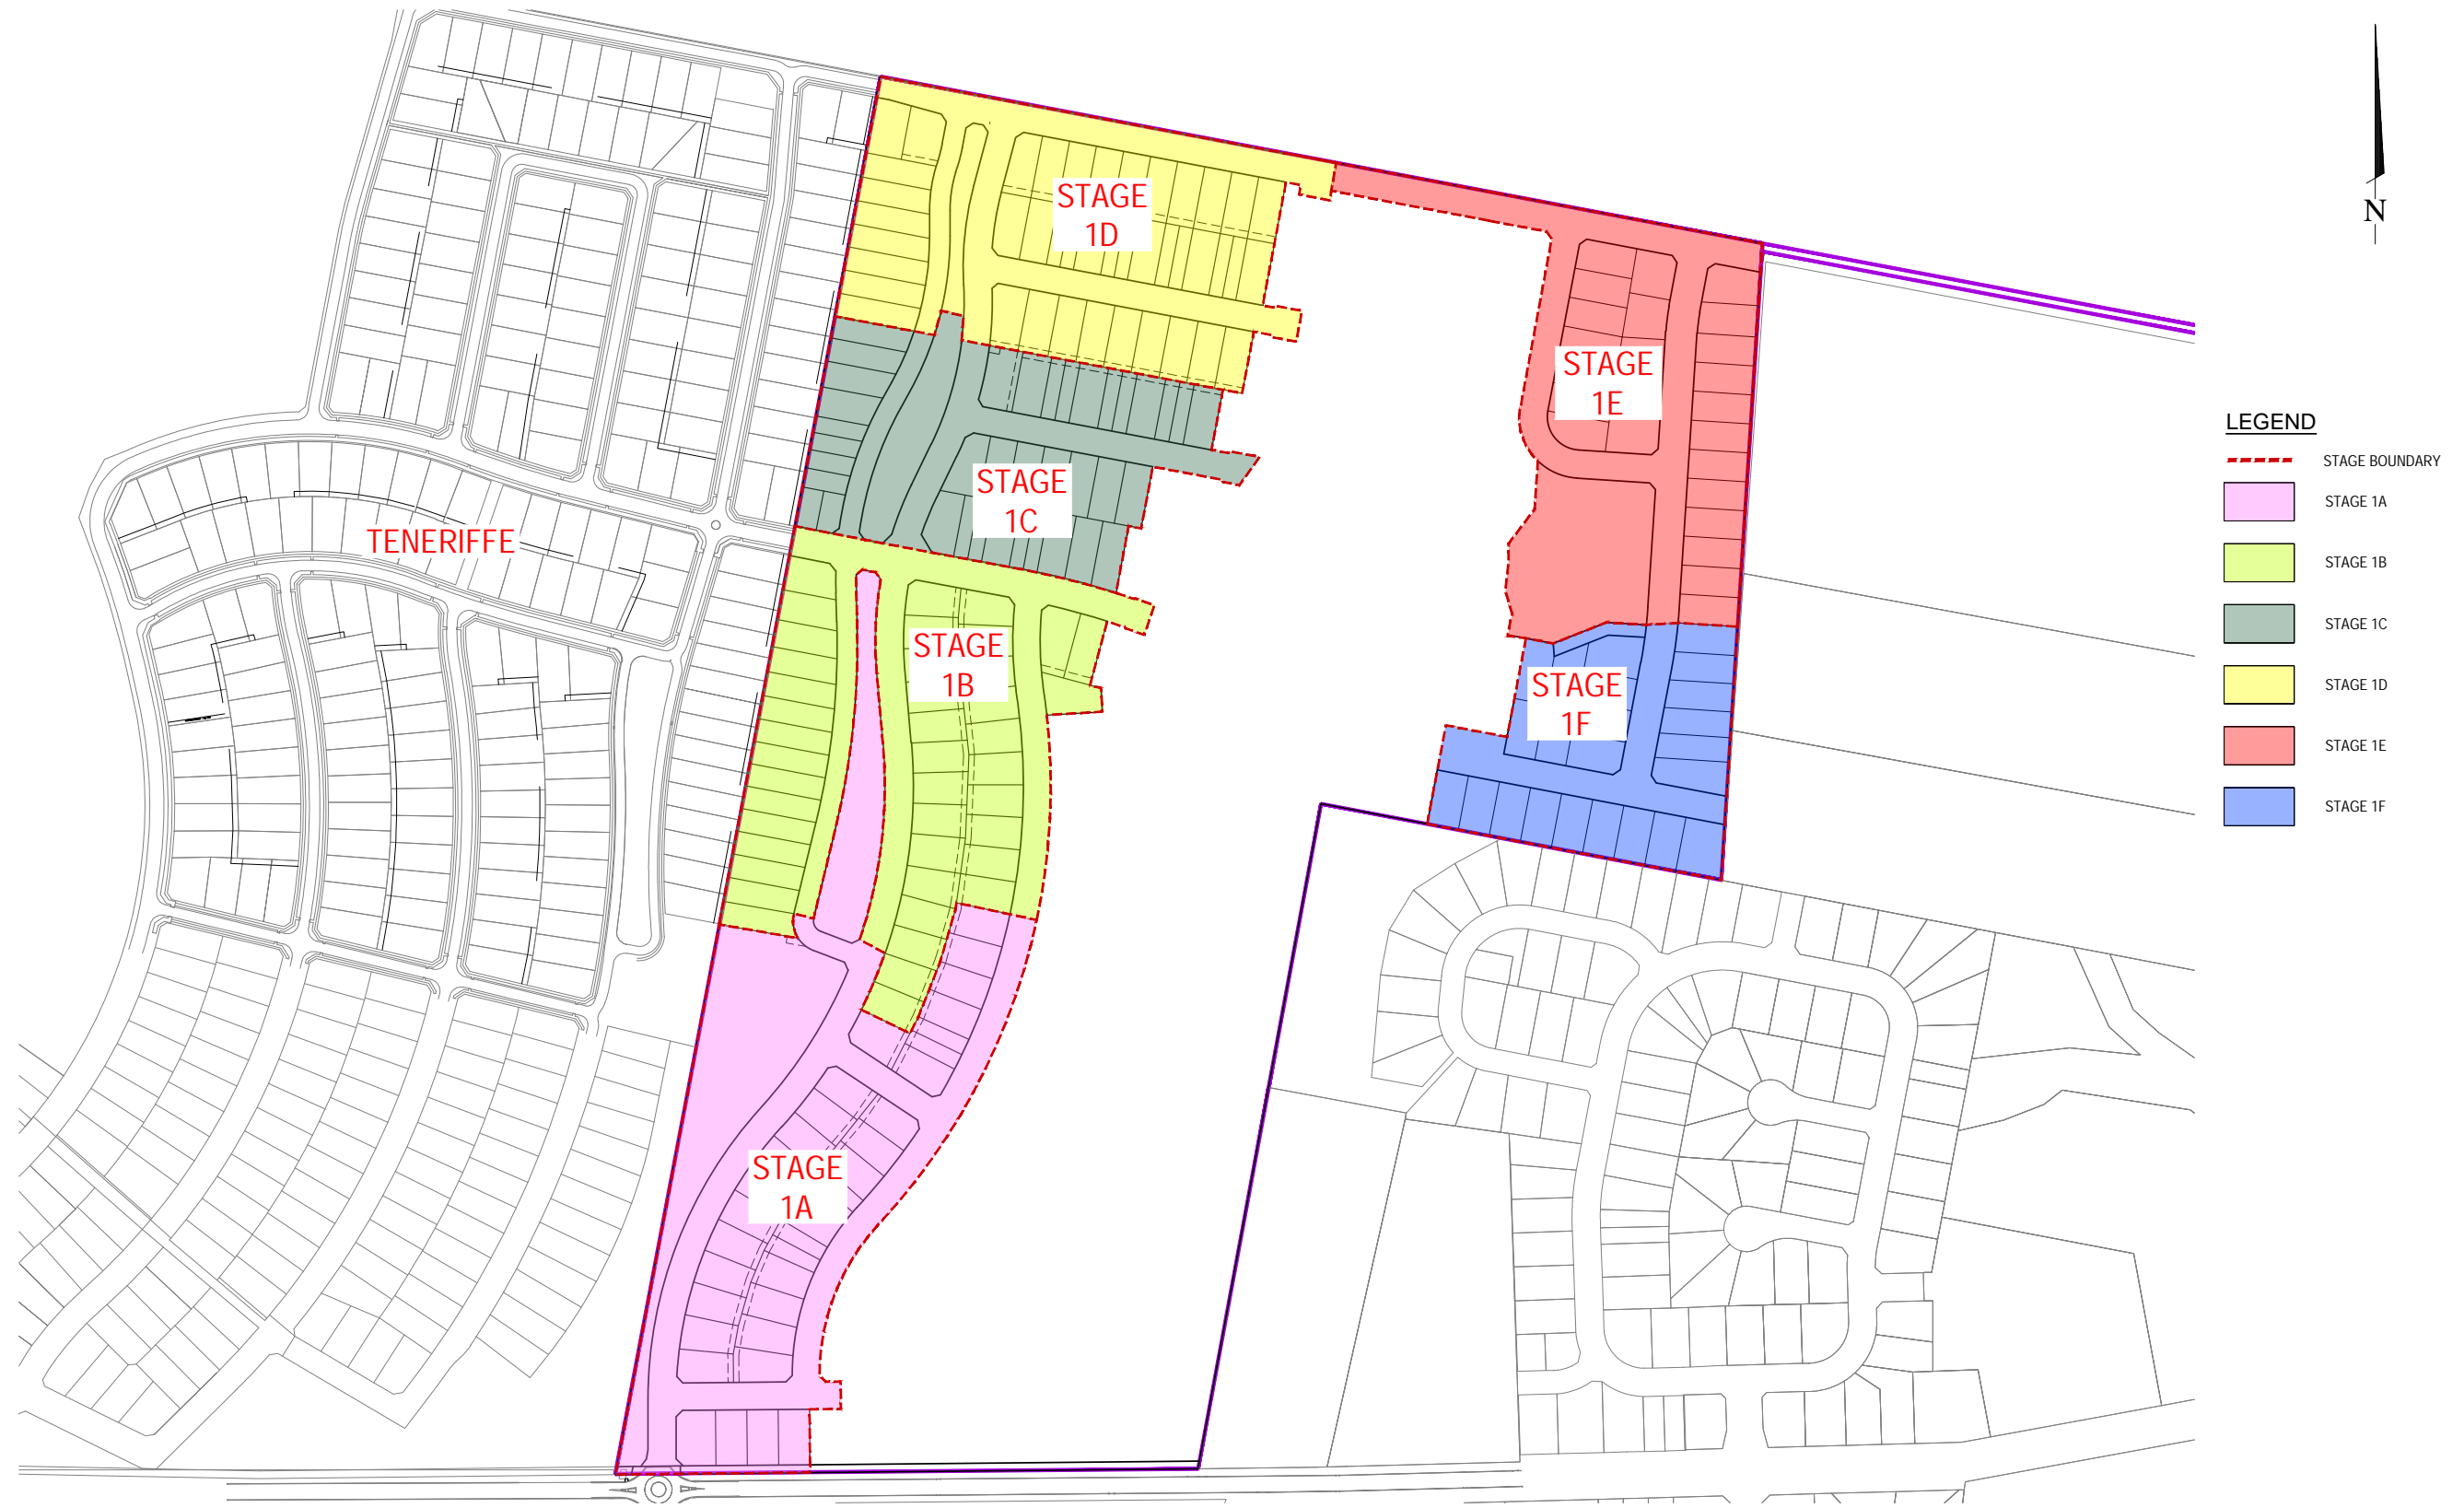 STAGE
1D
N
STAGE
1E
LEGEND
STAGE BOUNDARY
STAGE 1A
STAGE 1B
STAGE 1C
STAGE 1D
STAGE 1E
STAGE 1F
STAGE
1C
TENERIFFE
STAGE
1B
STAGE
1F
STAGE
1A